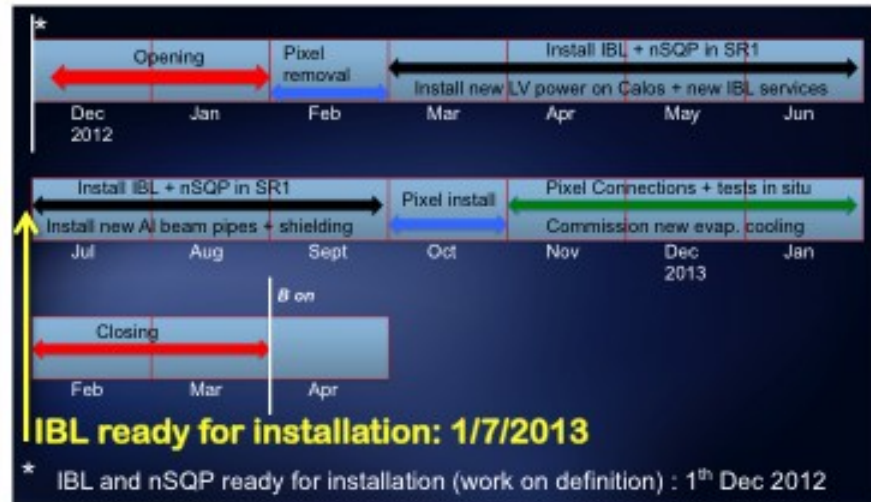 *
Opening
Pixel
removal
Install IBL + nSQP in SR1
Install new LV power on Calos + new IBL services
Dec Jan Feb Mar Apr May Jun
2012
Install IBL + nSQP in SR1
Install new Al beam pipes + shielding
Pixel install
Pixel Connections + tests in situ
Commission new evap. cooling
Jul Aug Sept Oct Nov Dec Jan
2013
B on
Closing
Feb Mar Apr
IBL ready for installation: 1/7/2013
* IBL and nSQP ready for installation (work on definition) : 1th Dec 2012